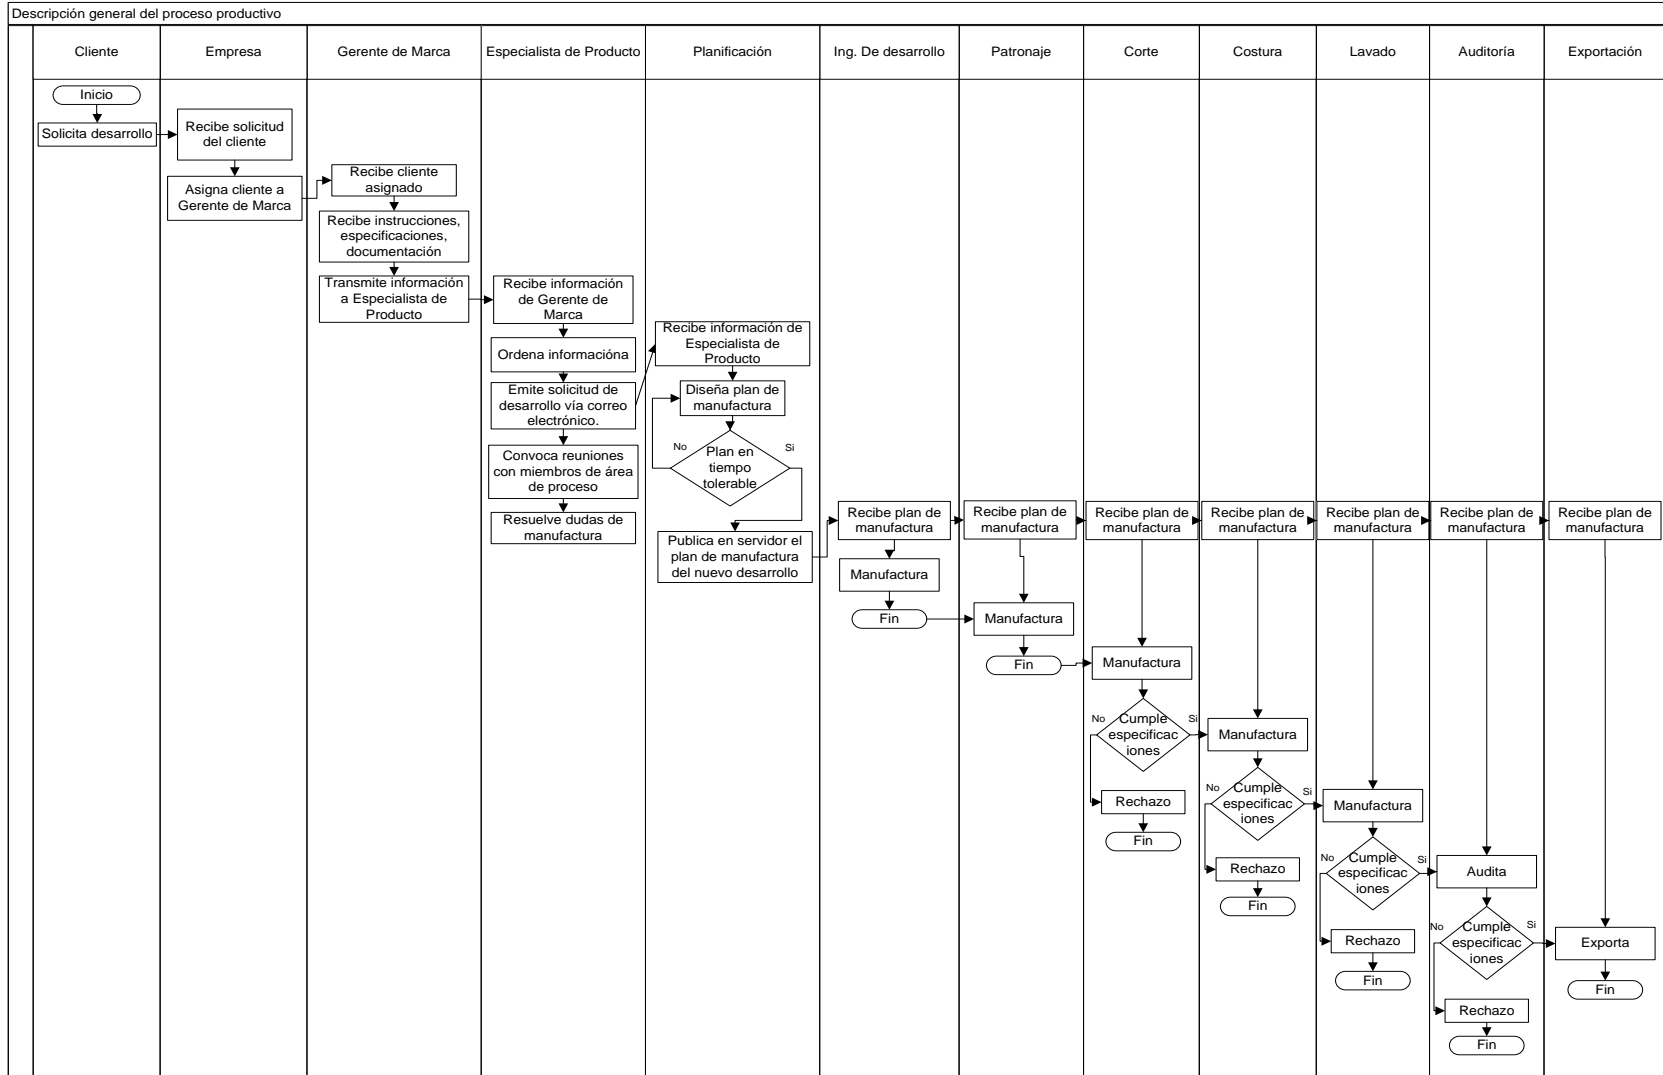 Descripción general del proceso productivo
Cliente
Empresa
Gerente de Marca
Especialista de Producto
Planificación
Ing. De desarrollo
Patronaje
Corte
Costura
Lavado
Auditoría
Exportación
Inicio
Solicita desarrollo
Recibe solicitud
del cliente
Asigna cliente a
Gerente de Marca
Recibe cliente
asignado
Recibe instrucciones,
especificaciones,
documentación
Transmite información
a Especialista de
Producto
Recibe información
de Gerente de
Marca
Ordena informacióna
Emite solicitud de
desarrollo vía correo
electrónico.
Convoca reuniones
con miembros de área
de proceso
Resuelve dudas de
manufactura
Recibe información de
Especialista de
Producto
Diseña plan de
manufactura
No
Plan en
tiempo
tolerable
Si
Publica en servidor el
plan de manufactura
del nuevo desarrollo
Recibe plan de
manufactura
Manufactura
Fin
Recibe plan de
manufactura
Manufactura
Fin
Recibe plan de
manufactura
Manufactura
No
Cumple
especificac
iones
Si
Rechazo
Fin
Recibe plan de
manufactura
Manufactura
No
Cumple
especificac
iones
Si
Rechazo
Fin
Recibe plan de
manufactura
Manufactura
No
Cumple
especificac
iones
Si
Rechazo
Fin
Recibe plan de
manufactura
Audita
No
Cumple
especificac
iones
Si
Rechazo
Fin
Recibe plan de
manufactura
Exporta
Fin